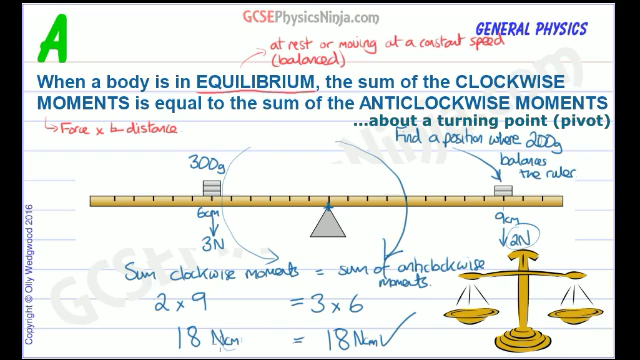 GCSEPhysicsNinja.com
GENERAL PHYSICS
A
at rest or moving at a constant speed
(balanced)
When a body is in EQUILIBRIUM, the sum of the CLOCKWISE
MOMENTS is equal to the sum of the ANTICLOCKWISE MOMENTS
...about a turning point (pivot)
Force x distance
Find a position where 200g
balances
the ruler
300g
6cm
9cm
3N
2N
Sum clockwise moments = sum of anticlockwise
moments.
2 x 9 = 3 x 6
18 Ncm = 18 Ncm
Copyright © Olly Wedgwood 2016